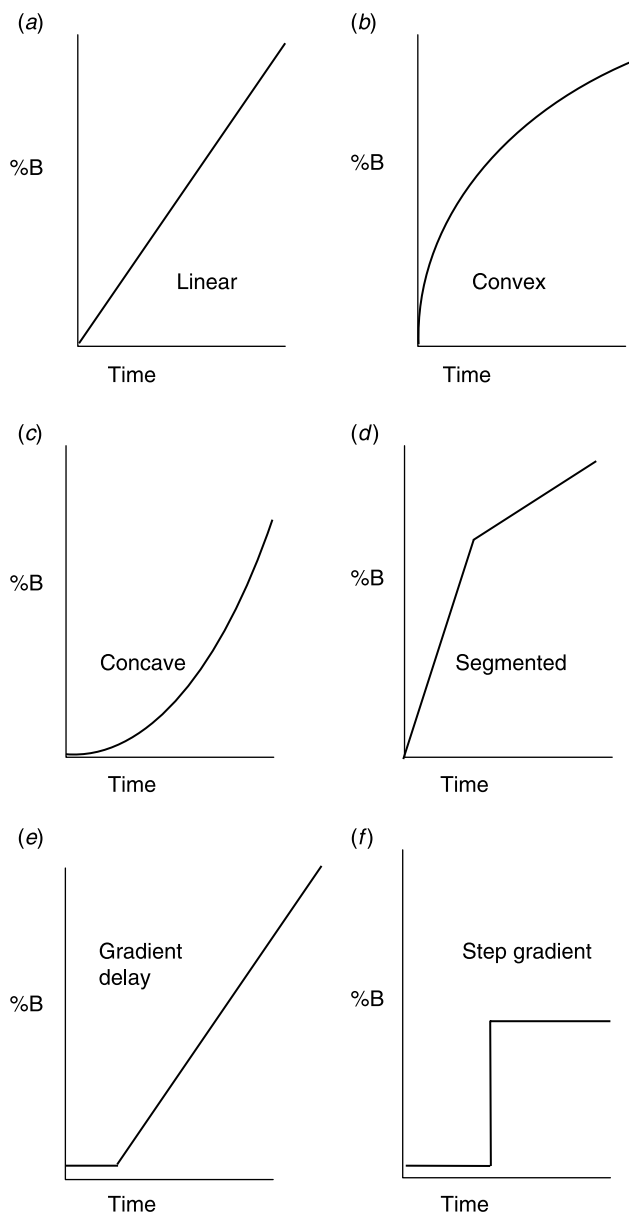 (a)
(b)
%B
%B
Linear
Convex
Time
Time
(c)
(d)
%B
%B
Concave
Segmented
Time
Time
(e)
(f)
Gradient
delay
Step gradient
%B
%B
Time
Time